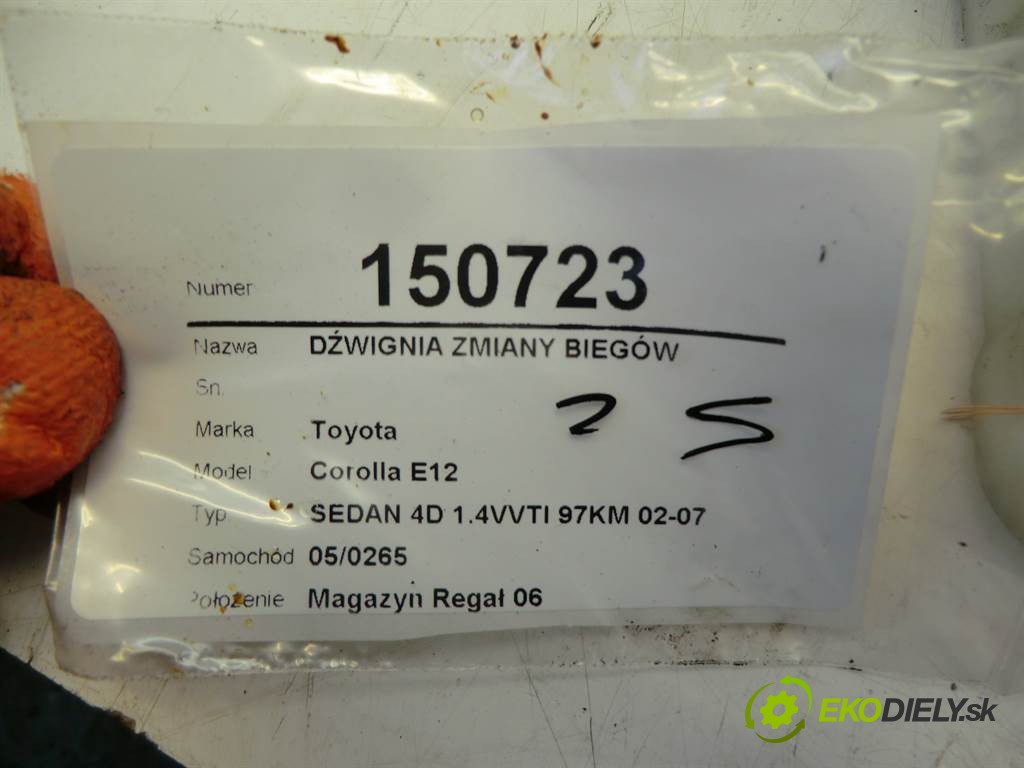 Numer 150723
Nazwa DŹWIGNIA ZMIANY BIEGÓW
Sn.
25
Marka Toyota
Model Corolla E12
Typ SEDAN 4D 1.4VVTI 97KM 02-07
Samochód 05/0265
Położenie Magazyn Regał 06
EKODIELY.sk